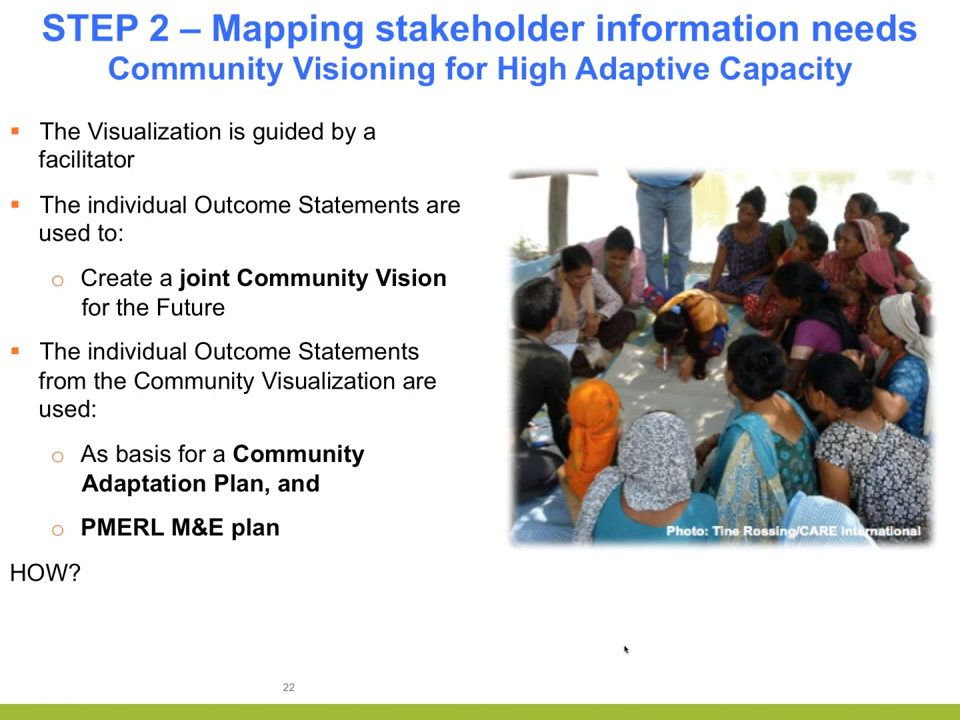 STEP 2 – Mapping stakeholder information needs
Community Visioning for High Adaptive Capacity
▪ The Visualization is guided by a
facilitator
▪ The individual Outcome Statements are
used to:
o Create a joint Community Vision
for the Future
▪ The individual Outcome Statements
from the Community Visualization are
used:
o As basis for a Community
Adaptation Plan, and
o PMERL M&E plan
HOW?
Photo: Tine Rossing/CARE International
22